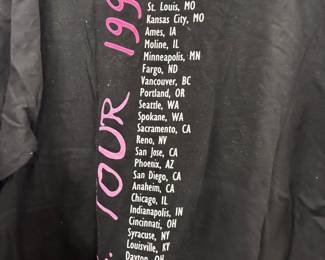 TOUR 199
St. Louis, MO
Kansas City, MO
Ames, IA
Moline, IL
Minneapolis, MN
Fargo, ND
Vancouver, BC
Portland, OR
Seattle, WA
Spokane, WA
Sacramento, CA
Reno, NV
San Jose, CA
Phoenix, AZ
San Diego, CA
Anaheim, CA
Chicago, IL
Indianapolis, IN
Cincinnati, OH
Syracuse, NY
Louisville, KY
Dayton, OH